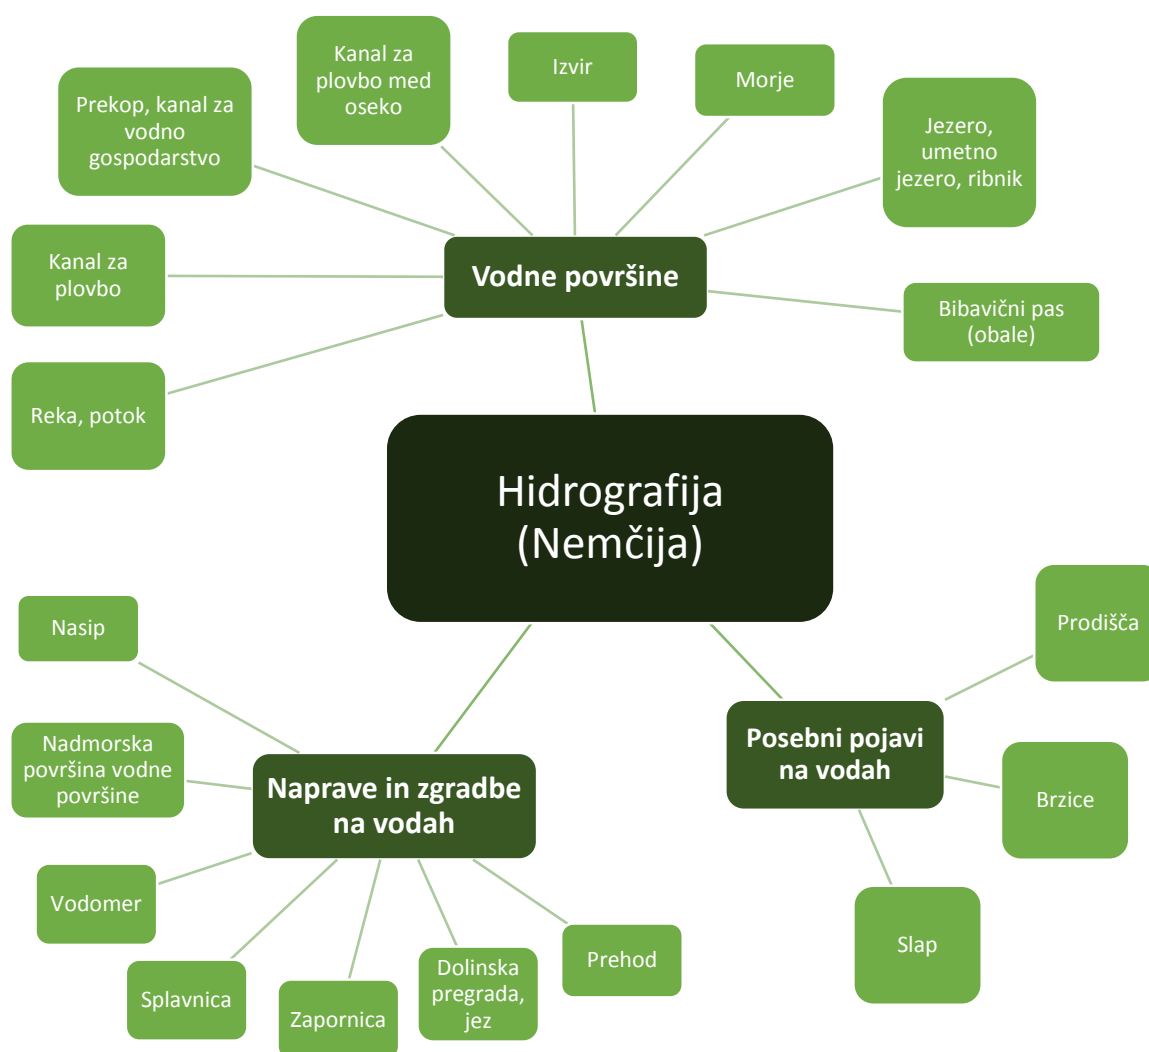 Kanal za
plovbo med
oseko
Izvir
Morje
Prekop, kanal za
vodno
gospodarstvo
Jezero,
umetno
jezero, ribnik
Kanal za
plovbo
Vodne površine
Bibavični pas
(obale)
Reka, potok
Hidrografija
(Nemčija)
Nasip
Prodišča
Nadmorska
površina vodne
površine
Posebni pojavi
na vodah
Naprave in zgradbe
na vodah
Brzice
Vodomer
Slap
Prehod
Dolinska
pregrada,
jez
Splavnica
Zapornica